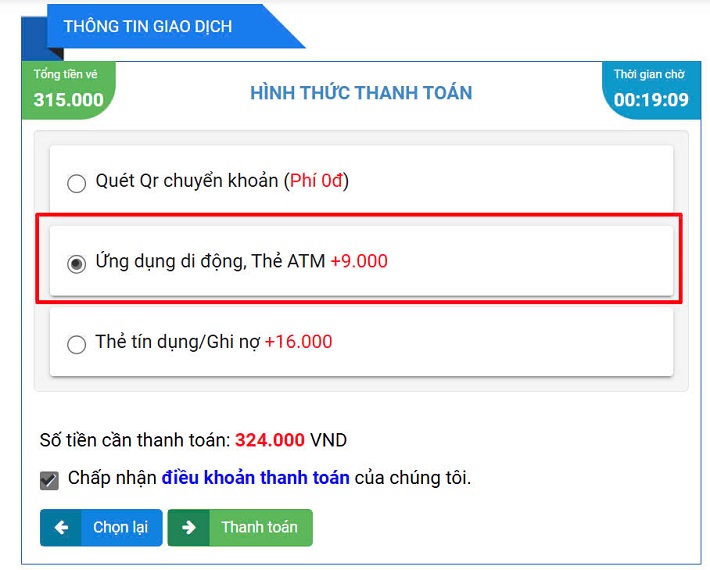 THÔNG TIN GIAO DỊCH
Tổng tiền vé
315.000
HÌNH THỨC THANH TOÁN
Thời gian chờ
00:19:09
Quét Qr chuyển khoản (Phí 0đ)
Ứng dụng di động, Thẻ ATM +9.000
Thẻ tín dụng/Ghi nợ +16.000
Số tiền cần thanh toán: 324.000 VND
Chấp nhận điều khoản thanh toán của chúng tôi.
Chọn lại
Thanh toán